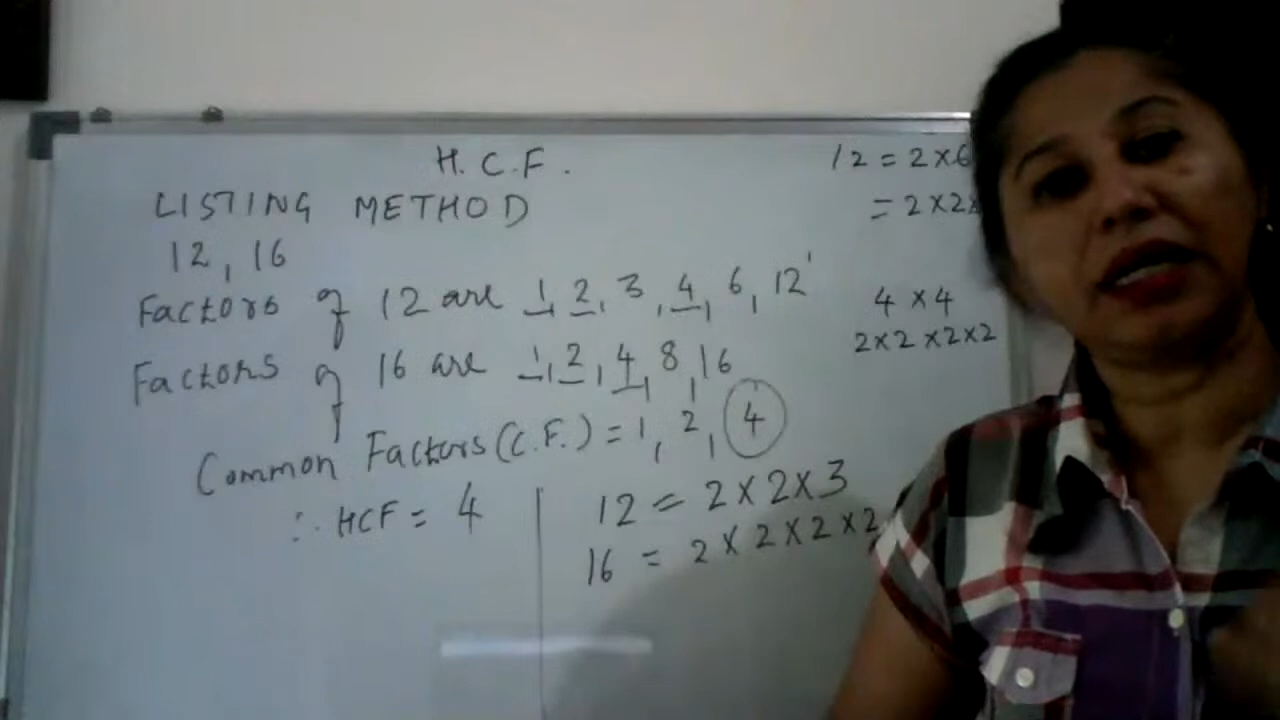 H.C.F.
LISTING METHOD
12, 16
Factors of 12 are 1, 2, 3, 4, 6, 12
Factors of 16 are 1, 2, 4, 8, 16
Common Factors (C.F.) = 1, 2, 4
∴ HCF = 4
12 = 2 × 2 × 3
16 = 2 × 2 × 2 × 2
12 = 2 × 6
= 2 × 2 ×
4 × 4
2 × 2 × 2 × 2